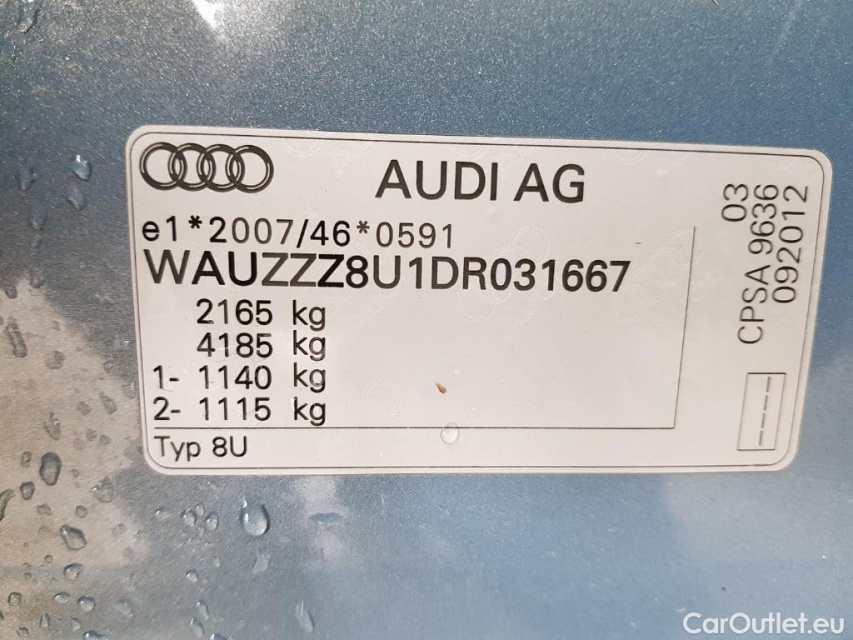 AUDI AG
e1*2007/46*0591
WAUZZZ8U1DR031667
2165 kg
4185 kg
1- 1140 kg
2- 1115 kg
Typ 8U
03
CPSA 9636
092012
----
CarOutlet.eu